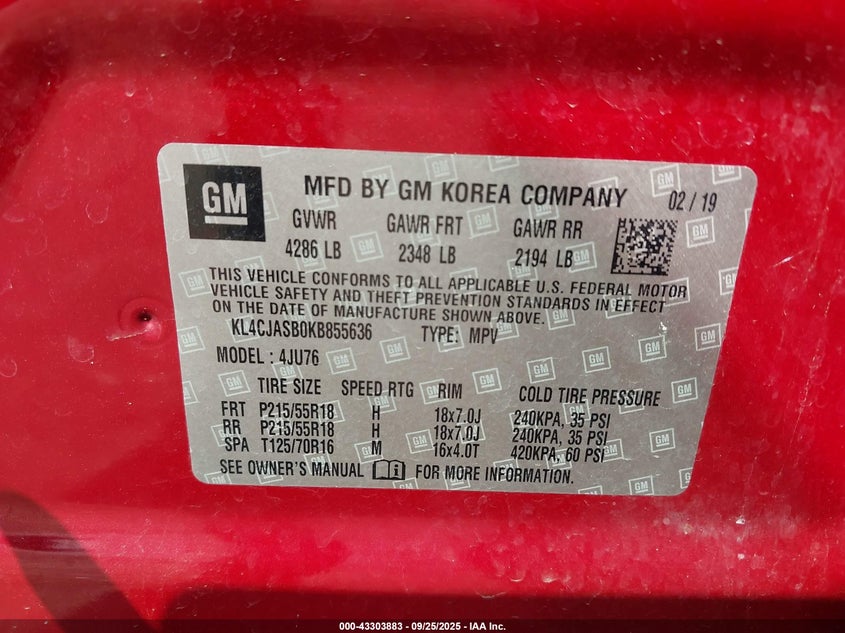 GM MFD BY GM KOREA COMPANY 02/19
GVWR GAWR FRT GAWR RR
4286 LB 2348 LB 2194 LB
THIS VEHICLE CONFORMS TO ALL APPLICABLE U.S. FEDERAL MOTOR
VEHICLE SAFETY AND THEFT PREVENTION STANDARDS IN EFFECT
ON THE DATE OF MANUFACTURE SHOWN ABOVE.
KL4CJASB0KB855636 TYPE: MPV
MODEL : 4JU76
TIRE SIZE SPEED RTG RIM COLD TIRE PRESSURE
FRT P215/55R18 H 18x7.0J 240KPA, 35 PSI
RR P215/55R18 H 18x7.0J 240KPA, 35 PSI
SPA T125/70R16 M 16x4.0T 420KPA, 60 PSI
SEE OWNER'S MANUAL FOR MORE INFORMATION.
000-43303883 - 09/25/2025 - IAA Inc.